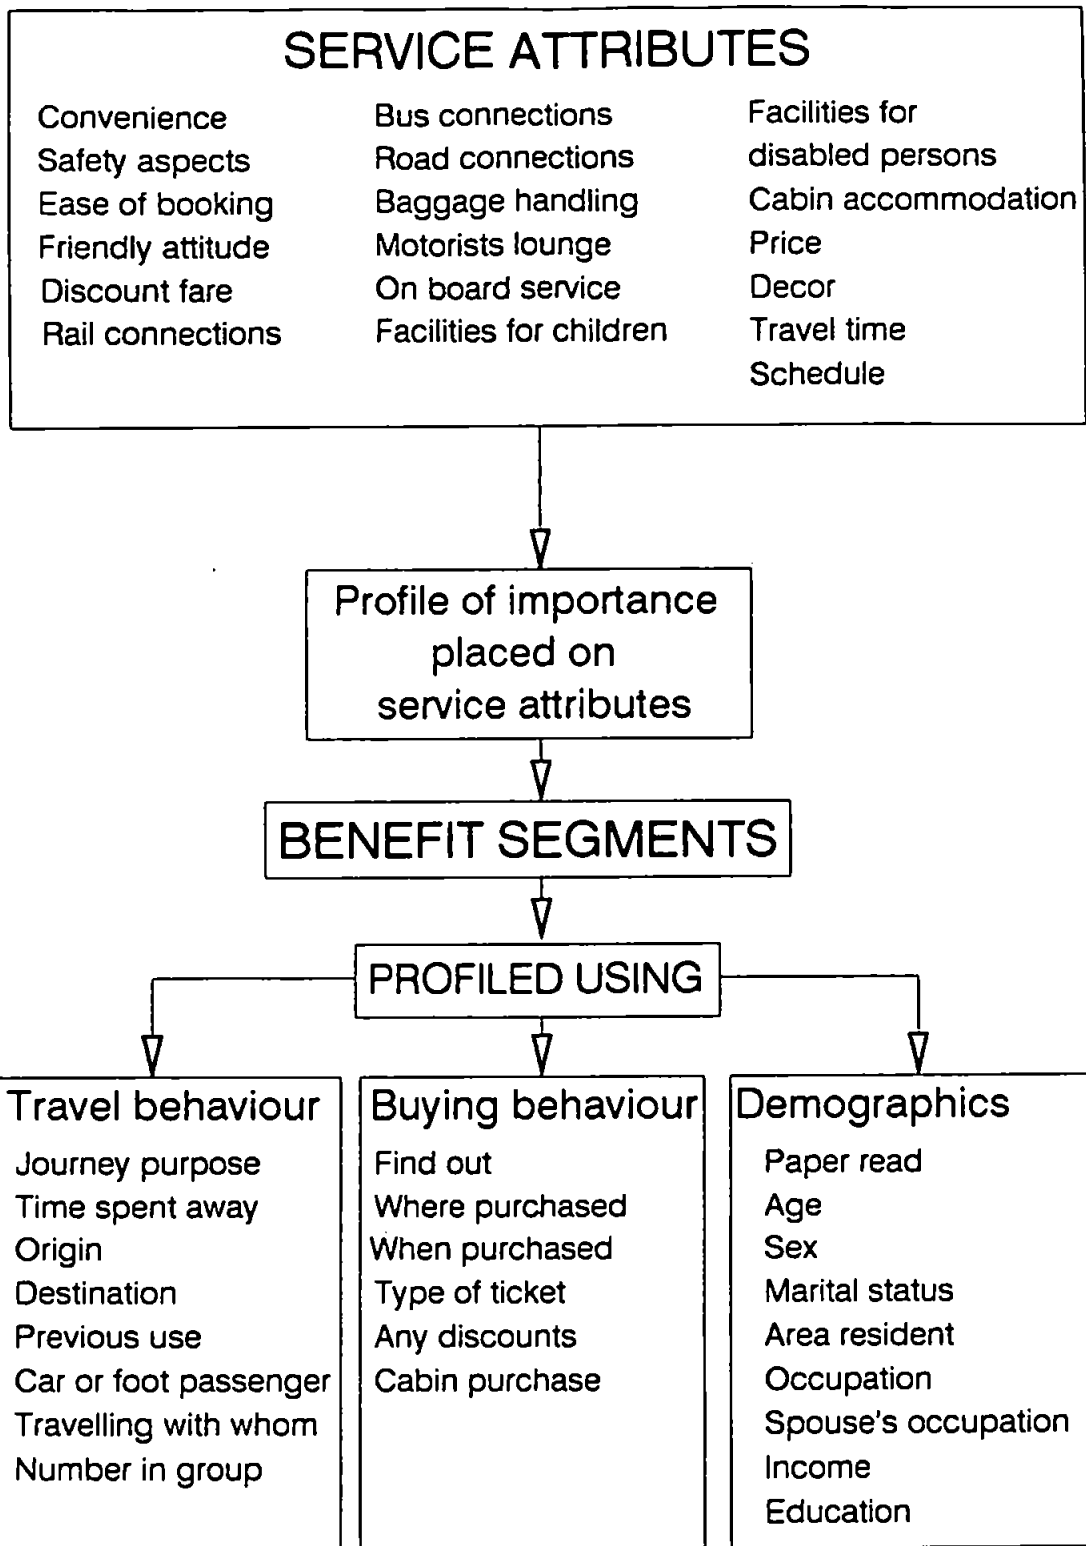 SERVICE ATTRIBUTES
Convenience
Safety aspects
Ease of booking
Friendly attitude
Discount fare
Rail connections
Bus connections
Road connections
Baggage handling
Motorists lounge
On board service
Facilities for children
Facilities for
disabled persons
Cabin accommodation
Price
Decor
Travel time
Schedule
Profile of importance
placed on
service attributes
BENEFIT SEGMENTS
PROFILED USING
Travel behaviour
Journey purpose
Time spent away
Origin
Destination
Previous use
Car or foot passenger
Travelling with whom
Number in group
Buying behaviour
Find out
Where purchased
When purchased
Type of ticket
Any discounts
Cabin purchase
Demographics
Paper read
Age
Sex
Marital status
Area resident
Occupation
Spouse's occupation
Income
Education